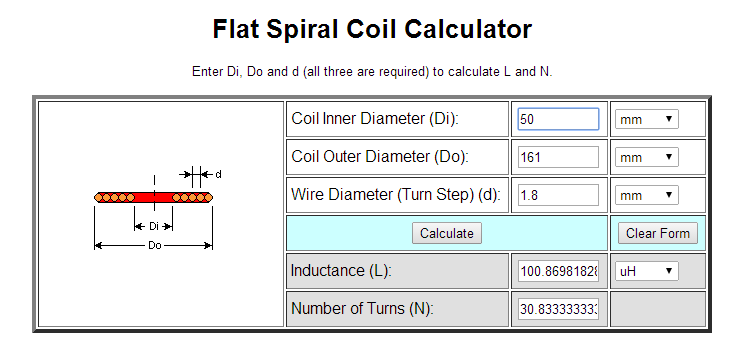 Flat Spiral Coil Calculator
Enter Di, Do and d (all three are required) to calculate L and N.
Coil Inner Diameter (Di): 50 mm
Coil Outer Diameter (Do): 161 mm
Wire Diameter (Turn Step) (d): 1.8 mm
d
Di
Do
Calculate Clear Form
Inductance (L): 100.8698182 uH
Number of Turns (N): 30.833333333